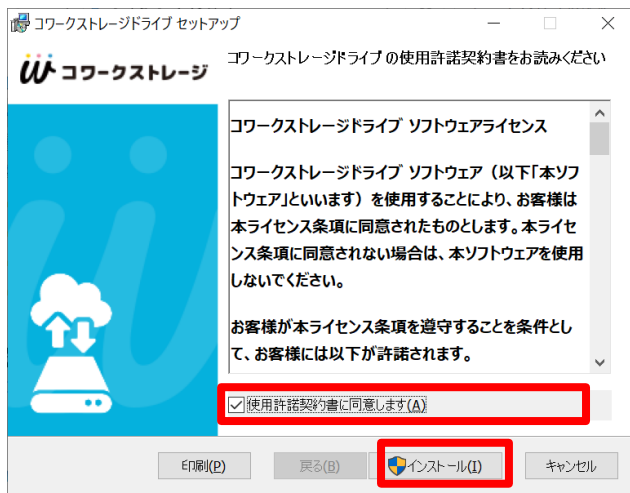 コワークストレージドライブ セットアップ
コワークストレージ
コワークストレージドライブ の使用許諾契約書をお読みください
コワークストレージドライブ ソフトウェアライセンス
コワークストレージドライブ ソフトウェア（以下「本ソフ
トウェア」といいます）を使用することにより、お客様は
本ライセンス条項に同意されたものとします。本ライセ
ンス条項に同意されない場合は、本ソフトウェアを使用
しないでください。
お客様が本ライセンス条項を遵守することを条件とし
て、お客様には以下が許諾されます。
使用許諾契約書に同意します(A)
印刷(P)
戻る(B)
インストール(I)
キャンセル